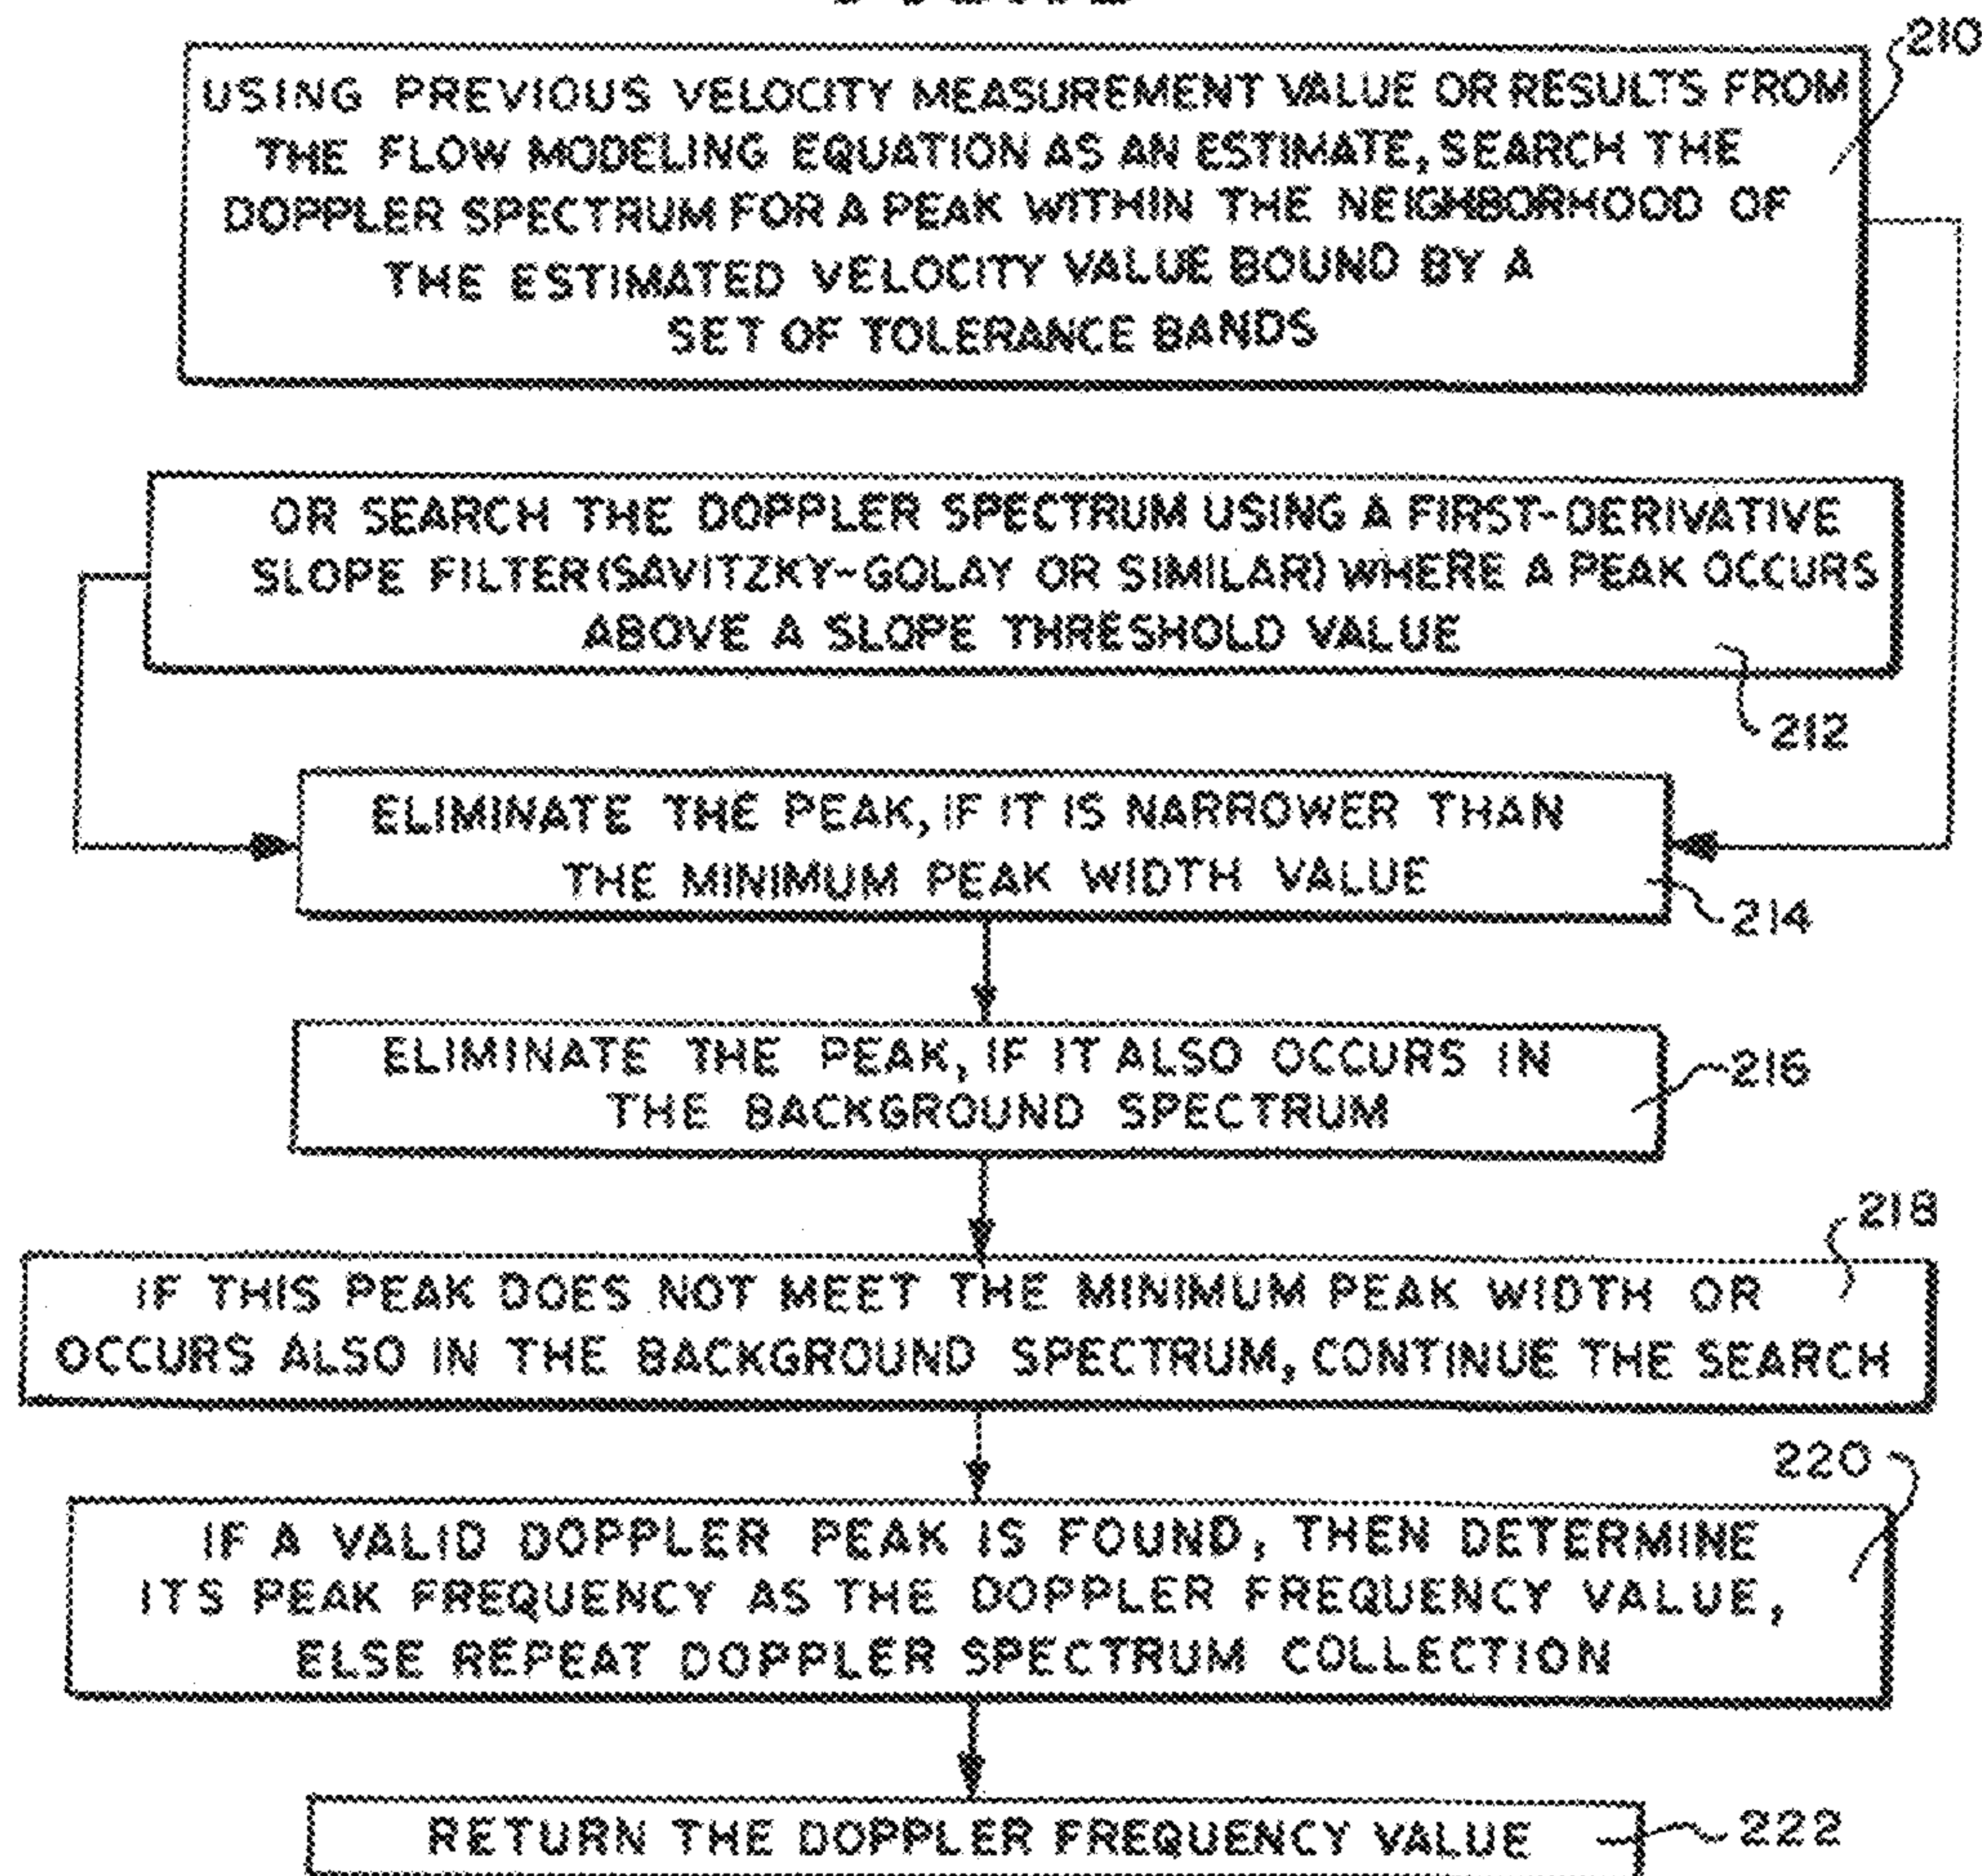 210
USING PREVIOUS VELOCITY MEASUREMENT VALUE OR RESULTS FROM
THE FLOW MODELING EQUATION AS AN ESTIMATE, SEARCH THE
DOPPLER SPECTRUM FOR A PEAK WITHIN THE NEIGHBORHOOD OF
THE ESTIMATED VELOCITY VALUE BOUND BY A
SET OF TOLERANCE BANDS
OR SEARCH THE DOPPLER SPECTRUM USING A FIRST-DERIVATIVE
SLOPE FILTER (SAVITZKY-GOLAY OR SIMILAR) WHERE A PEAK OCCURS
ABOVE A SLOPE THRESHOLD VALUE
212
ELIMINATE THE PEAK, IF IT IS NARROWER THAN
THE MINIMUM PEAK WIDTH VALUE
214
ELIMINATE THE PEAK, IF IT ALSO OCCURS IN
THE BACKGROUND SPECTRUM
216
218
IF THIS PEAK DOES NOT MEET THE MINIMUM PEAK WIDTH OR
OCCURS ALSO IN THE BACKGROUND SPECTRUM, CONTINUE THE SEARCH
220
IF A VALID DOPPLER PEAK IS FOUND, THEN DETERMINE
ITS PEAK FREQUENCY AS THE DOPPLER FREQUENCY VALUE,
ELSE REPEAT DOPPLER SPECTRUM COLLECTION
RETURN THE DOPPLER FREQUENCY VALUE
222